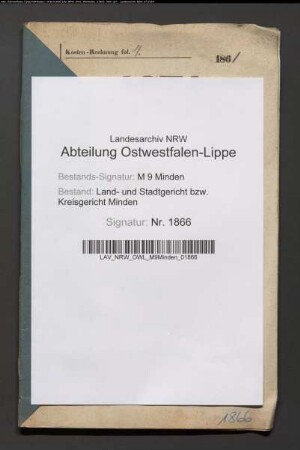 Kosten-Rechnung fol.
186
Landesarchiv NRW
Abteilung Ostwestfalen-Lippe
Bestands-Signatur: M 9 Minden
Bestand: Land- und Stadtgericht bzw.
Kreisgericht Minden
Signatur: Nr. 1866
LAV_NRW_OWL_M9Minden_01866
1866